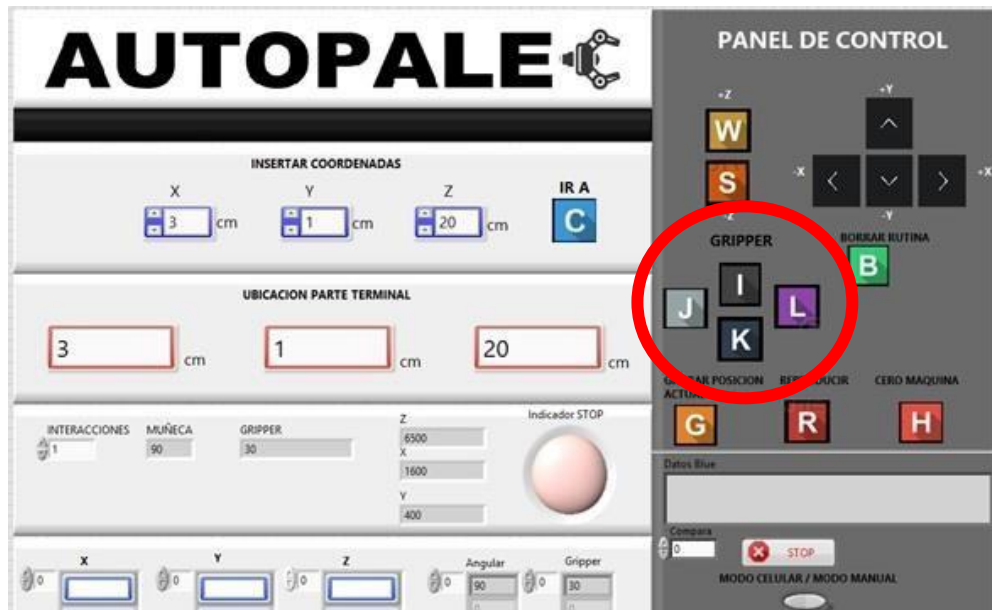 AUTOPALE
INSERTAR COORDENADAS
X Y Z IR A
3 cm 1 cm 20 cm C
UBICACION PARTE TERMINAL
3 cm 1 cm 20 cm
INTERACCIONES MUÑECA GRIPPER
1 90 30
Z
6500
X
1600
Y
400
Indicador STOP
X Y Z Angular Gripper
0 0 0 0 90 0 30
0 0
PANEL DE CONTROL
+Z +Y
W
S -X +X
-Z -Y
GRIPPER BORRAR RUTINA
I B
J L
K
POSICION CERO MAQUINA
G R H
Datos Blue
Compara
0 STOP
MODO CELULAR / MODO MANUAL